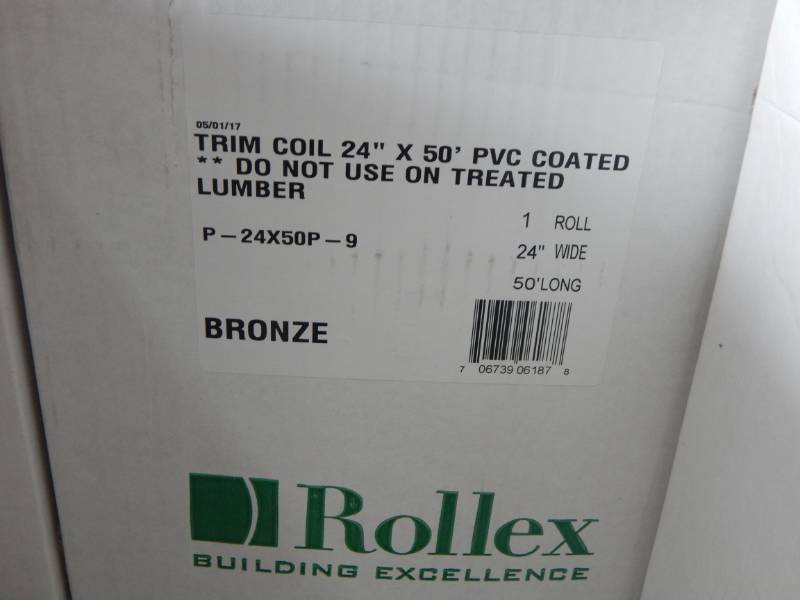 05/01/17
TRIM COIL 24" X 50' PVC COATED
** DO NOT USE ON TREATED
LUMBER
P-24X50P-9
1 ROLL
24" WIDE
50'LONG
BRONZE
7 06739 06187 8
Rollex
BUILDING EXCELLENCE